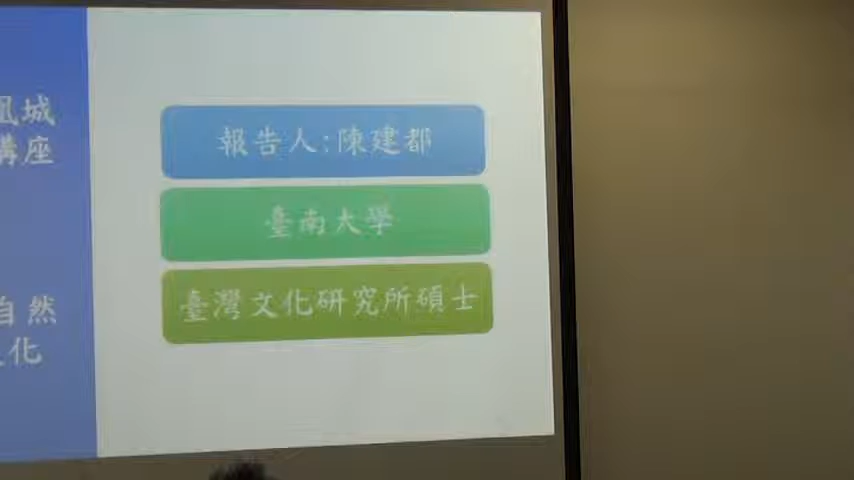 城
講座
自然
化
報告人:陳建都
臺南大學
臺灣文化研究所碩士